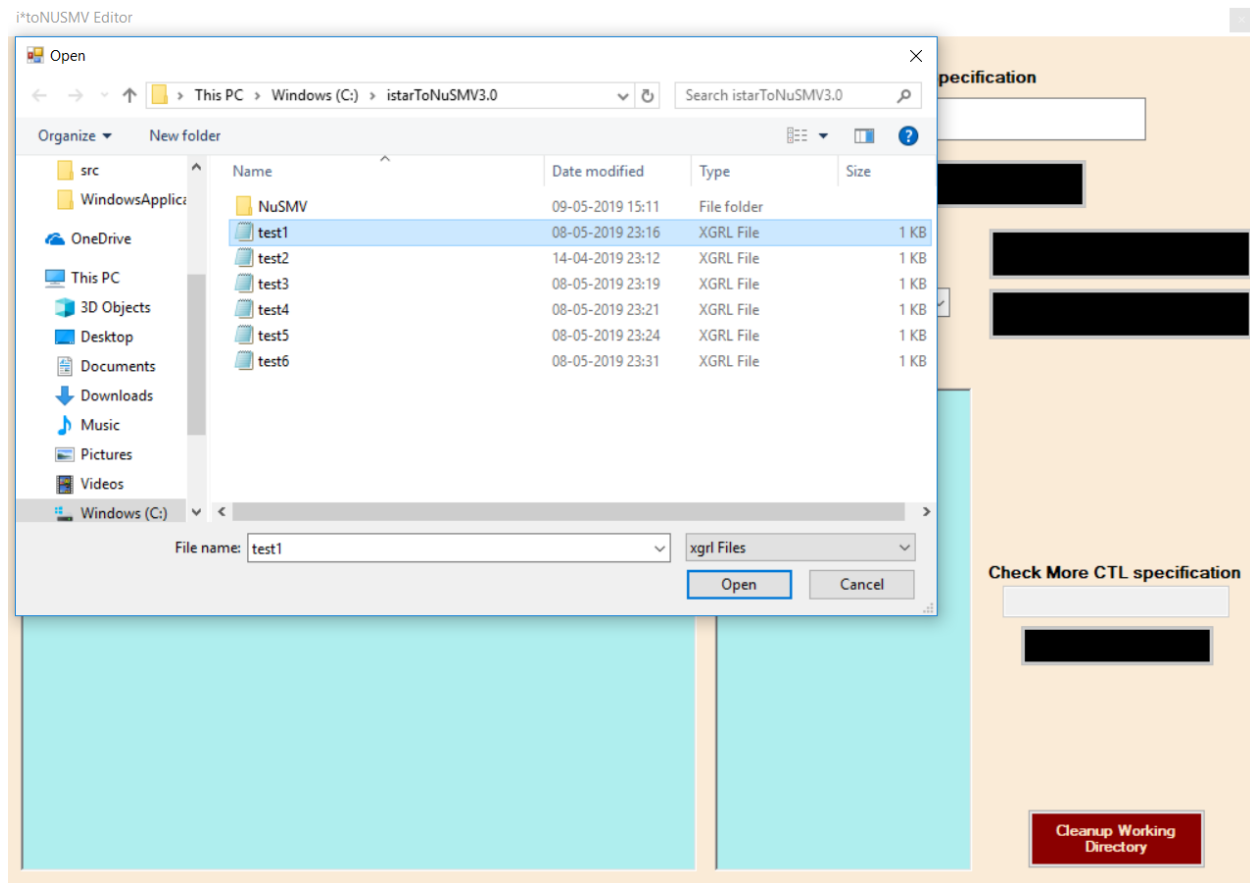 i*toNUSMV Editor
Open
pecification
This PC > Windows (C:) > istarToNuSMV3.0
Search istarToNuSMV3.0
Organize New folder
Name Date modified Type Size
src
WindowsApplica
OneDrive
This PC
3D Objects
Desktop
Documents
Downloads
Music
Pictures
Videos
Windows (C:)
NuSMV 09-05-2019 15:11 File folder
test1 08-05-2019 23:16 XGRL File 1 KB
test2 14-04-2019 23:12 XGRL File 1 KB
test3 08-05-2019 23:19 XGRL File 1 KB
test4 08-05-2019 23:21 XGRL File 1 KB
test5 08-05-2019 23:24 XGRL File 1 KB
test6 08-05-2019 23:31 XGRL File 1 KB
File name: test1 xgrl Files
Open Cancel
Check More CTL specification
Cleanup Working
Directory